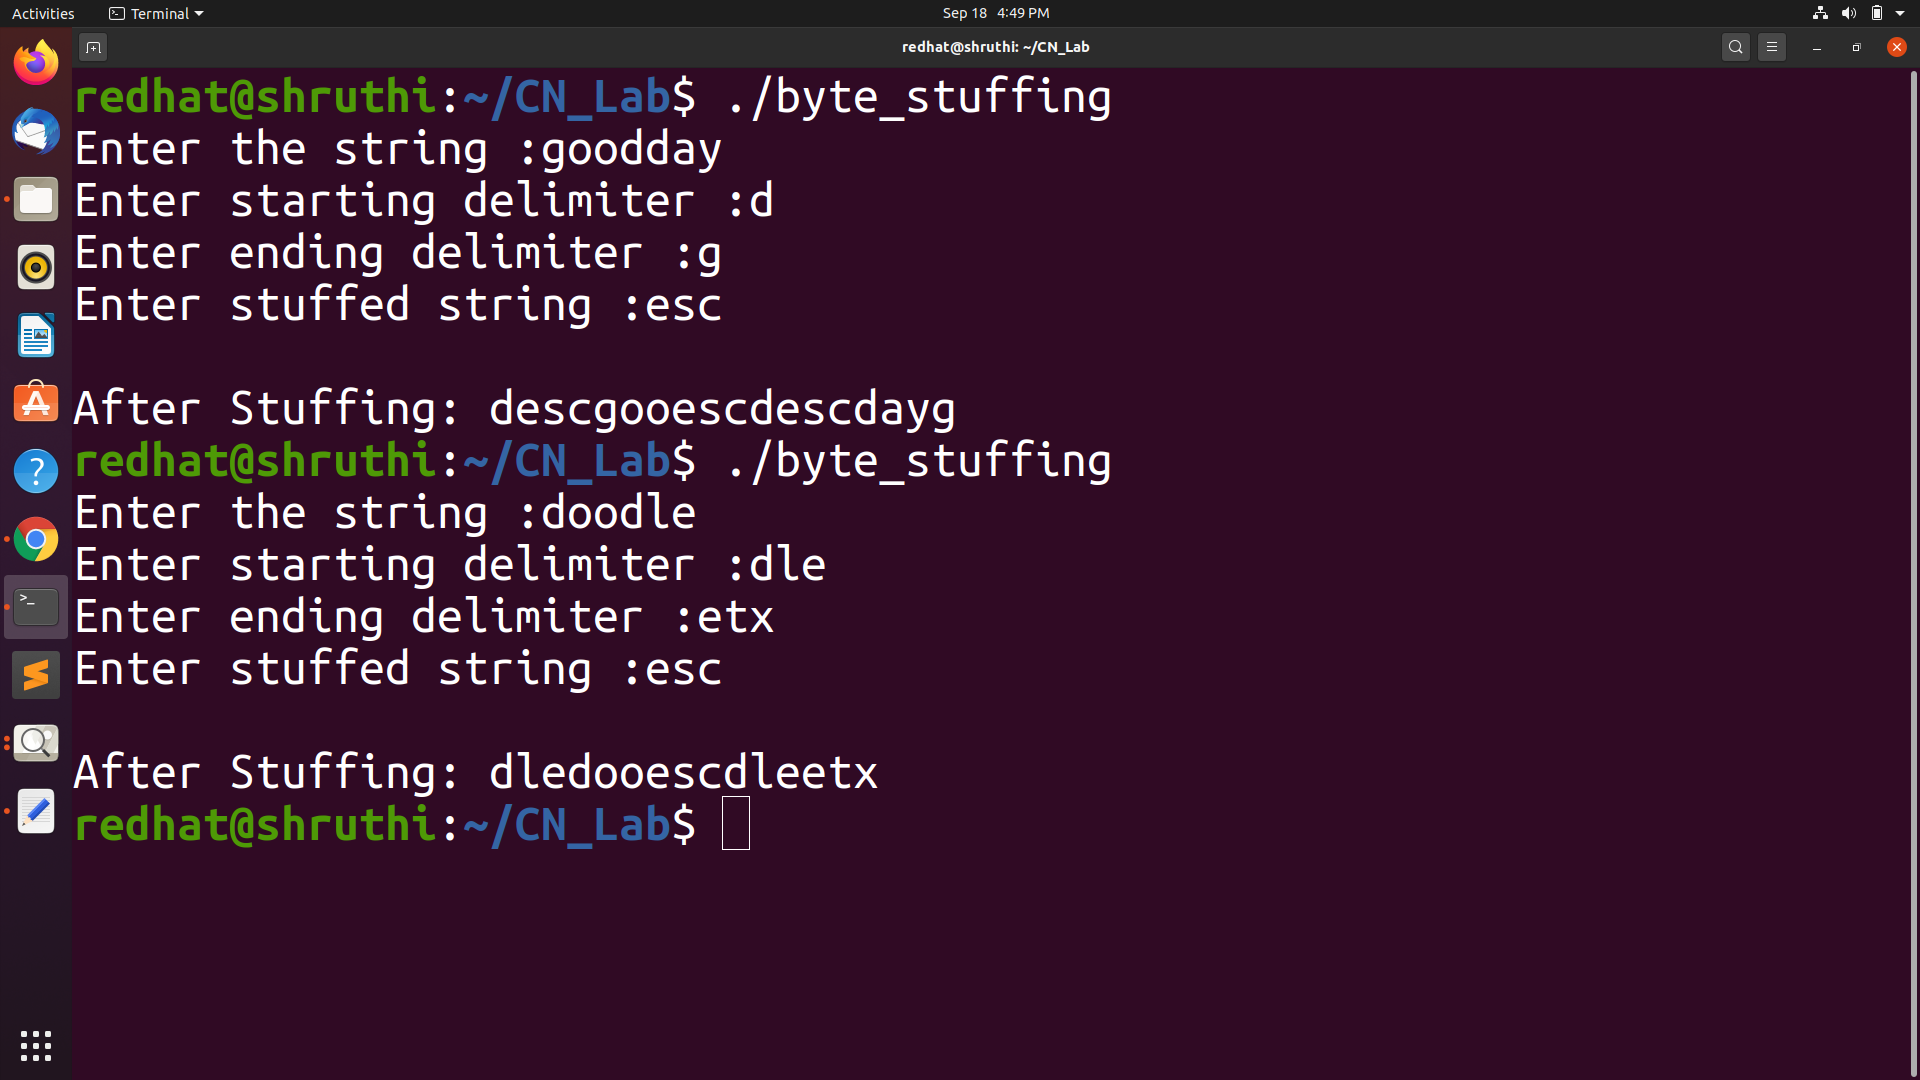 Activities Terminal Sep 18 4:49 PM
redhat@shruthi: ~/CN_Lab
redhat@shruthi:~/CN_Lab$ ./byte_stuffing
Enter the string :goodday
Enter starting delimiter :d
Enter ending delimiter :g
Enter stuffed string :esc
After Stuffing: descgooescdescdayg
redhat@shruthi:~/CN_Lab$ ./byte_stuffing
Enter the string :doodle
Enter starting delimiter :dle
Enter ending delimiter :etx
Enter stuffed string :esc
After Stuffing: dledooescdleetx
redhat@shruthi:~/CN_Lab$